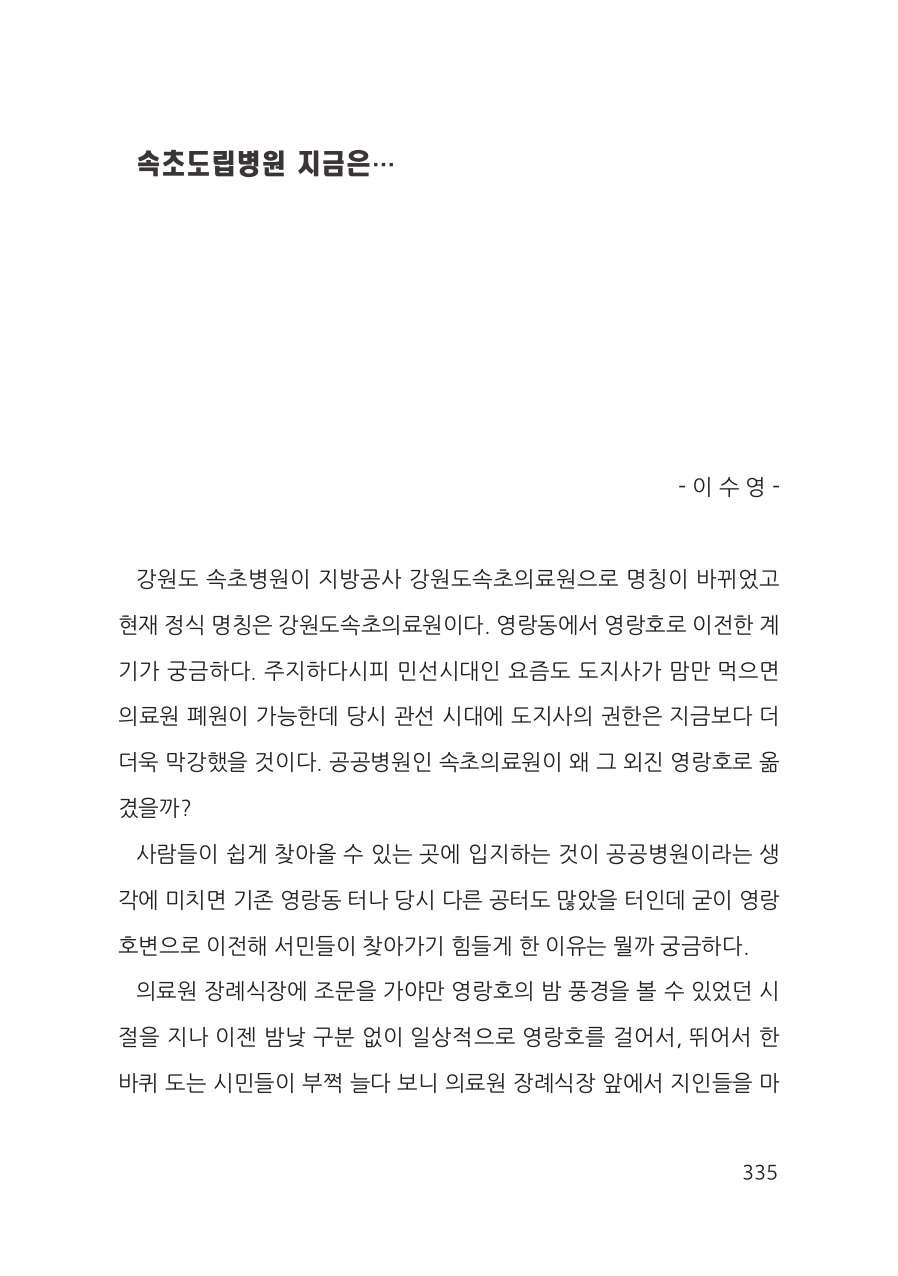 속초도립병원 지금은…
- 이 수 영 -
강원도 속초병원이 지방공사 강원도속초의료원으로 명칭이 바뀌었고
현재 정식 명칭은 강원도속초의료원이다. 영랑동에서 영랑호로 이전한 계
기가 궁금하다. 주지하다시피 민선시대인 요즘도 도지사가 맘만 먹으면
의료원 폐원이 가능한데 당시 관선 시대에 도지사의 권한은 지금보다 더
더욱 막강했을 것이다. 공공병원인 속초의료원이 왜 그 외진 영랑호로 옮
겼을까?
사람들이 쉽게 찾아올 수 있는 곳에 입지하는 것이 공공병원이라는 생
각에 미치면 기존 영랑동 터나 당시 다른 공터도 많았을 터인데 굳이 영랑
호변으로 이전해 서민들이 찾아가기 힘들게 한 이유는 뭘까 궁금하다.
의료원 장례식장에 조문을 가야만 영랑호의 밤 풍경을 볼 수 있었던 시
절을 지나 이젠 밤낮 구분 없이 일상적으로 영랑호를 걸어서, 뛰어서 한
바퀴 도는 시민들이 부쩍 늘다 보니 의료원 장례식장 앞에서 지인들을 마
335